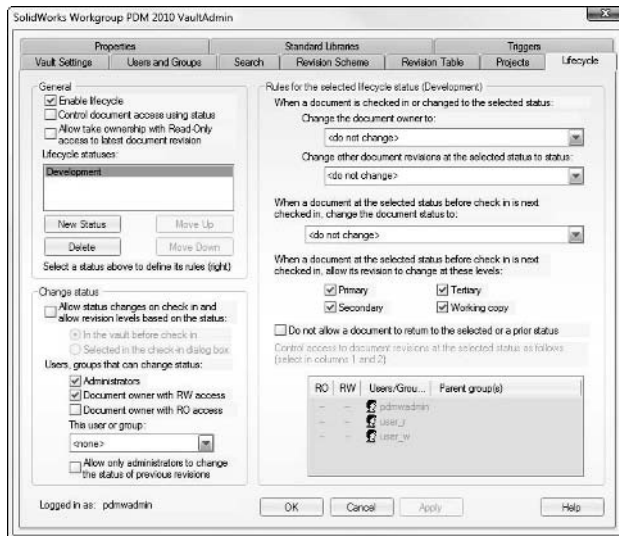 SolidWorks Workgroup PDM 2010 VaultAdmin
Properties
Standard Libraries
Triggers
Vault Settings
Users and Groups
Search
Revision Scheme
Revision Table
Projects
Lifecycle
General
Enable lifecycle
Control document access using status
Allow take ownership with Read-Only
access to latest document revision
Lifecycle statuses:
Development
New Status
Move Up
Delete
Move Down
Select a status above to define its rules (right)
Change status
Allow status changes on check in and
allow revision levels based on the status:
In the vault before check in
Selected in the check-in dialog box
Users, groups that can change status:
Administrators
Document owner with RW access
Document owner with RO access
This user or group:
<none>
Allow only administrators to change
the status of previous revisions
Rules for the selected lifecycle status (Development)
When a document is checked in or changed to the selected status:
Change the document owner to:
<do not change>
Change other document revisions at the selected status to status:
<do not change>
When a document at the selected status before check in is next
checked in, change the document status to:
<do not change>
When a document at the selected status before check in is next
checked in, allow its revision to change at these levels:
Primary
Tertiary
Secondary
Working copy
Do not allow a document to return to the selected or a prior status
Control access to document revisions at the selected status as follows
(select in columns 1 and 2)
RO RW Users/Grou... Parent group(s)
-- -- pdmwadmin
-- -- user_r
-- -- user_w
Logged in as: pdmwadmin
OK
Cancel
Apply
Help